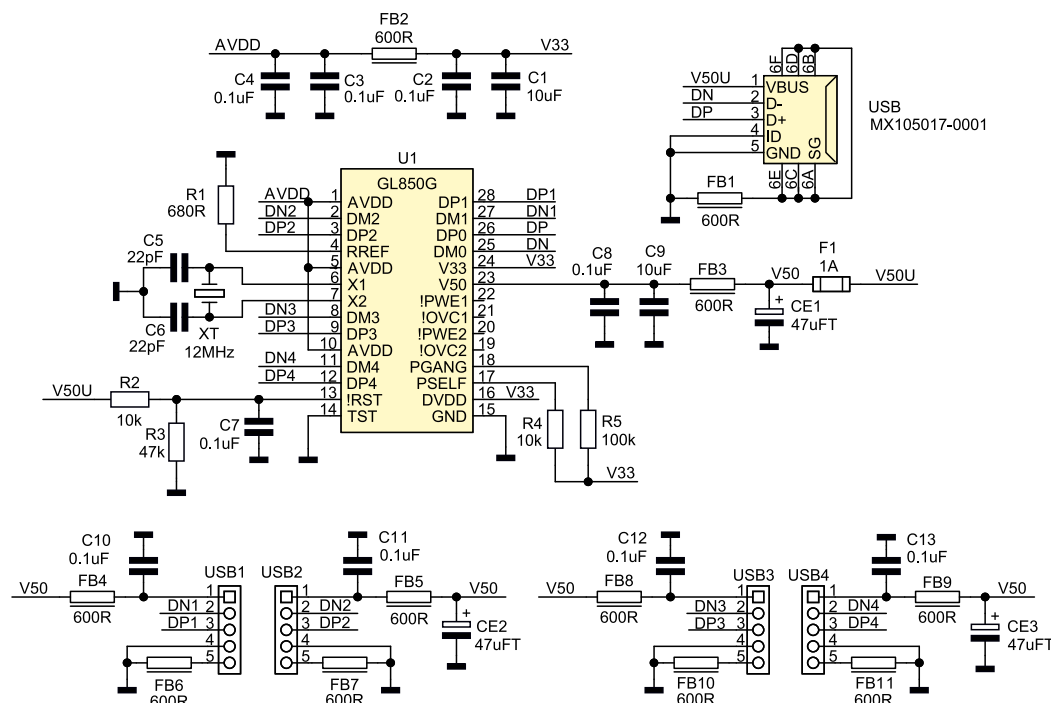 FB2
600R
AVDD
V33
C4
0.1uF
C3
0.1uF
C2
0.1uF
C1
10uF
6F
6D
6B
V50U
1
VBUS
DN
2
D-
DP
3
D+
4
ID
5
GND
SG
6E
6C
6A
USB
MX105017-0001
FB1
600R
U1
GL850G
AVDD
1
AVDD
DP1
28
DP1
DN2
2
DM2
DM1
27
DN1
DP2
3
DP2
DP0
26
DP
4
RREF
DM0
25
DN
5
AVDD
V33
24
V33
6
X1
V50
23
7
X2
!PWE1
22
DN3
8
DM3
!OVC1
21
DP3
9
DP3
!PWE2
20
10
AVDD
!OVC2
19
DN4
11
DM4
PGANG
18
DP4
12
DP4
PSELF
17
13
!RST
DVDD
16
V33
14
TST
GND
15
R1
680R
C5
22pF
C6
22pF
XT
12MHz
V50U
R2
10k
R3
47k
C7
0.1uF
R4
10k
R5
100k
V33
C8
0.1uF
C9
10uF
FB3
600R
V50
F1
1A
V50U
+
CE1
47uFT
C10
0.1uF
V50
FB4
600R
USB1
1
DN1
2
DP1
3
4
5
FB6
600R
USB2
1
2
DN2
3
DP2
4
5
C11
0.1uF
FB5
600R
V50
+
CE2
47uFT
FB7
600R
C12
0.1uF
V50
FB8
600R
USB3
1
DN3
2
DP3
3
4
5
FB10
600R
USB4
1
2
DN4
3
DP4
4
5
C13
0.1uF
FB9
600R
V50
+
CE3
47uFT
FB11
600R